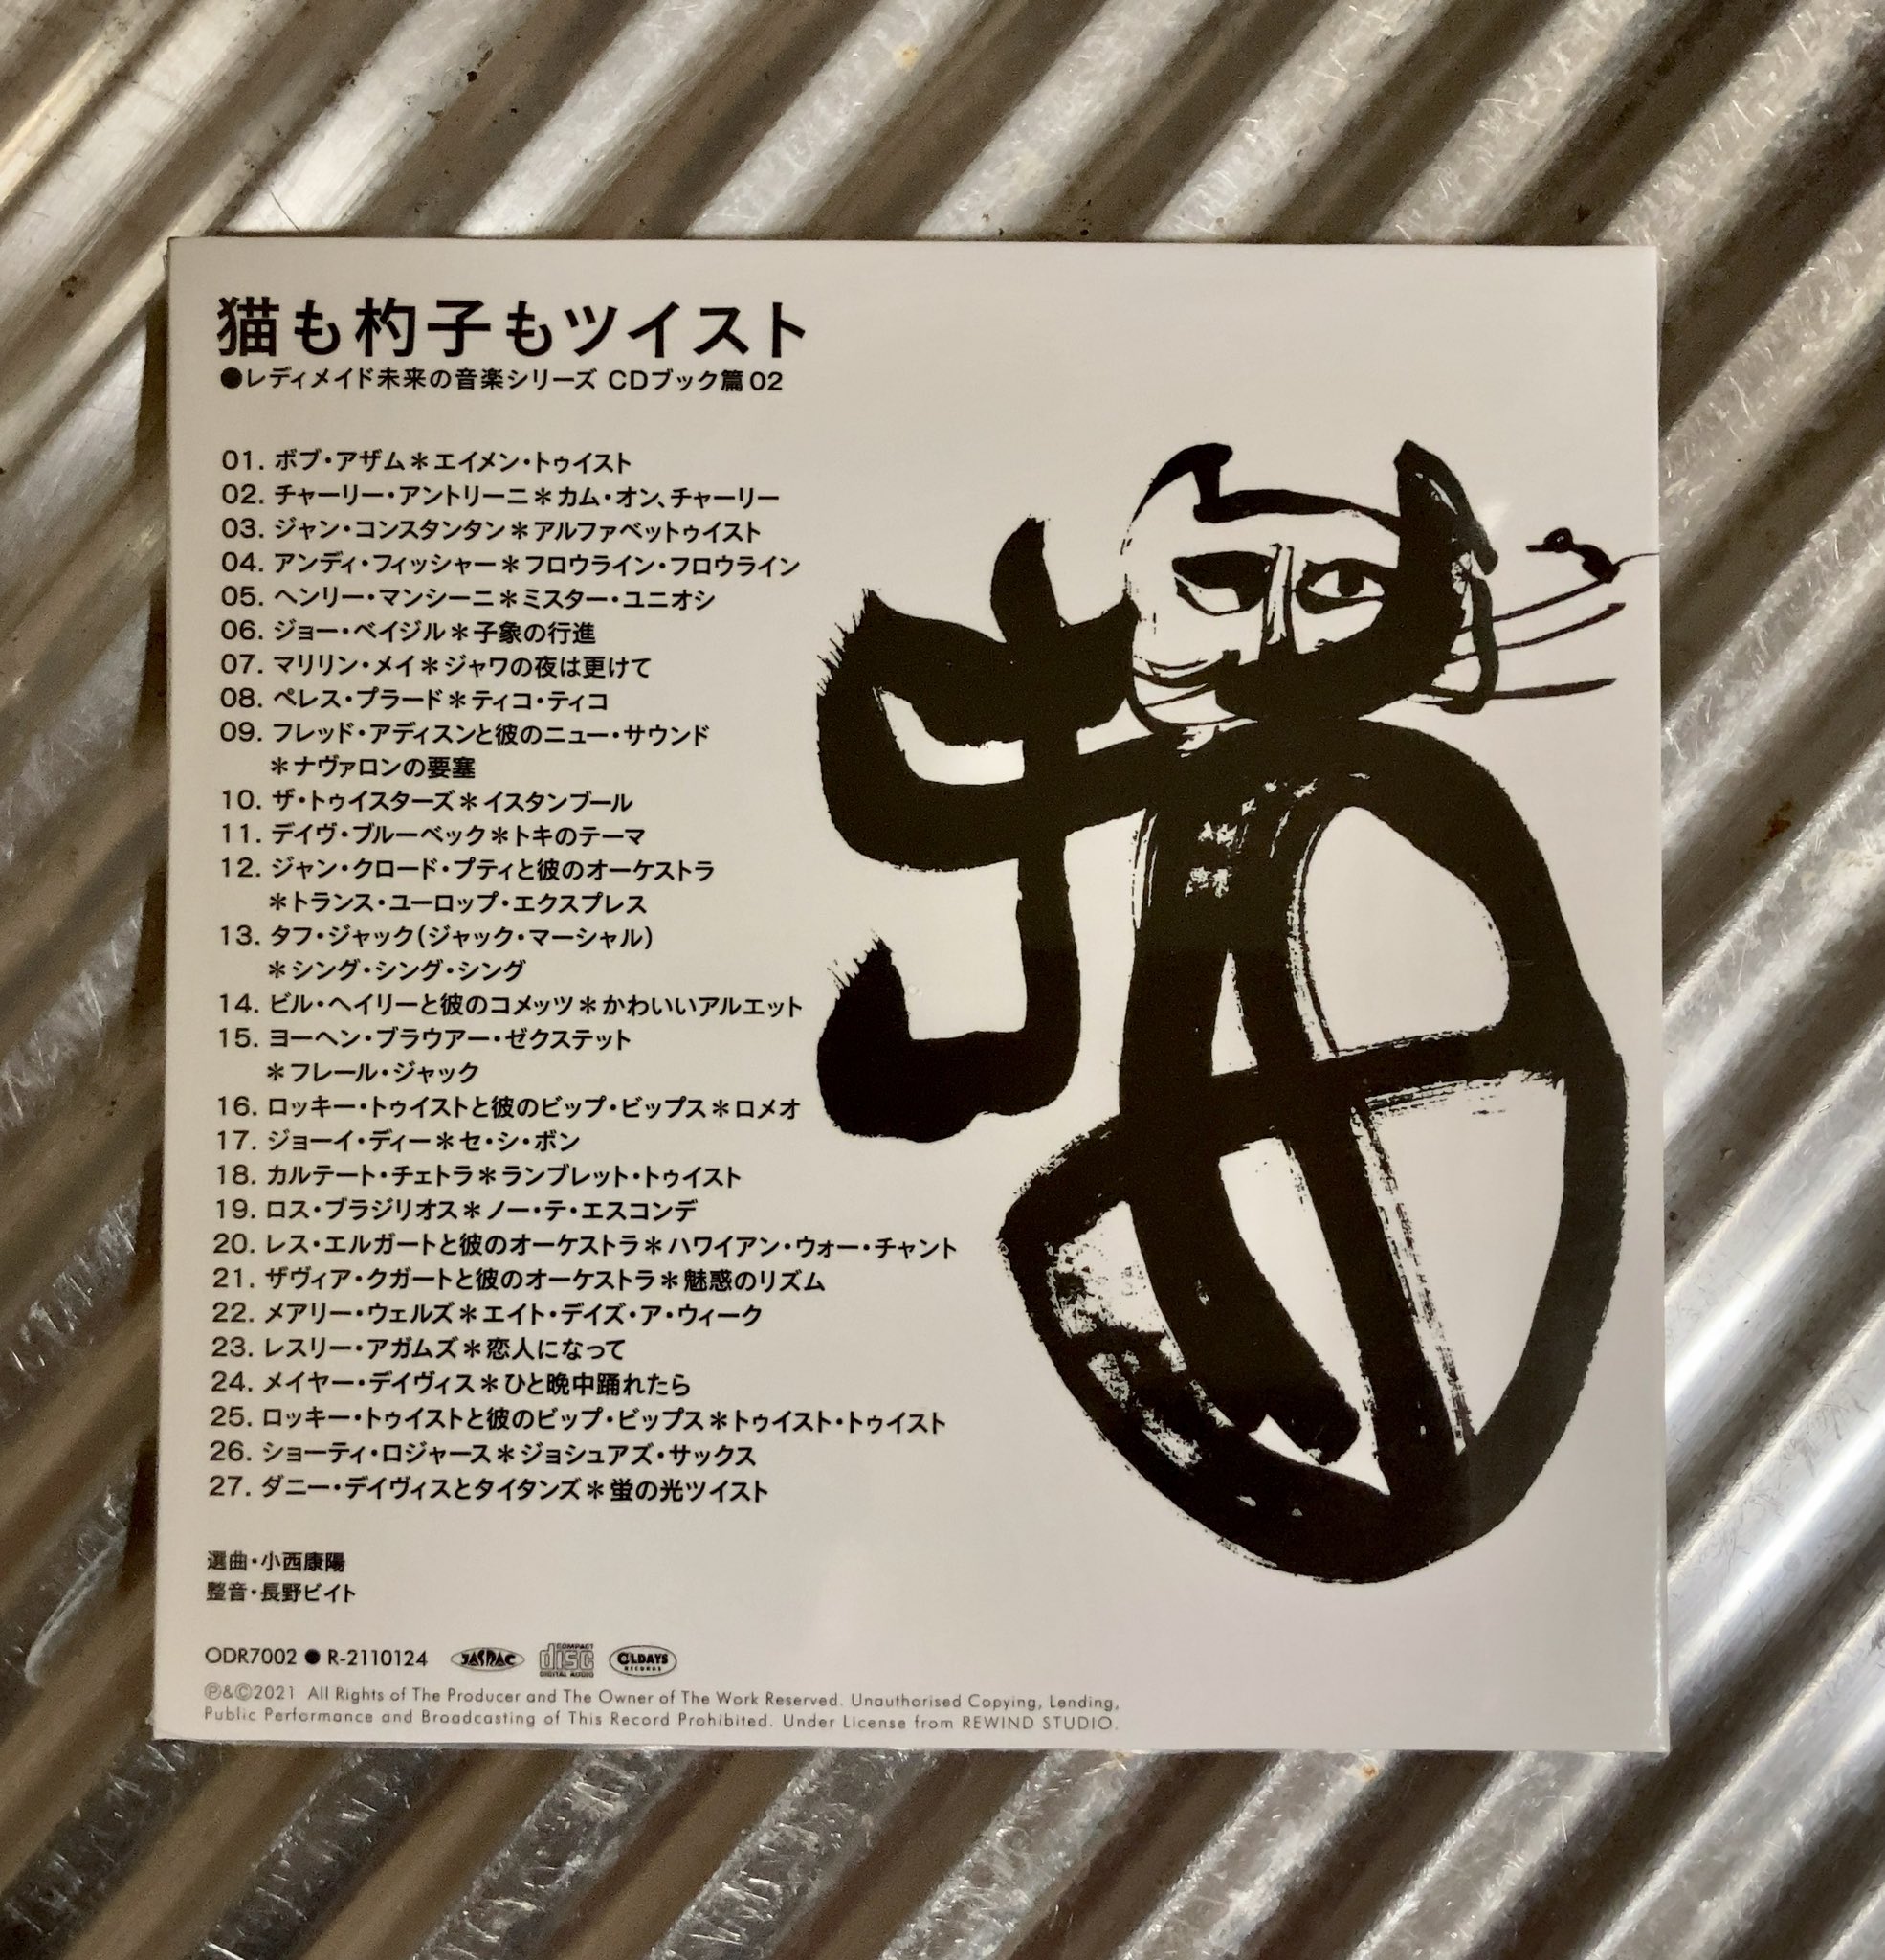 猫も杓子もツイスト
●レディメイド未来の音楽シリーズ CDブック篇02
01. ボブ・アザム＊エイメン・トゥイスト
02. チャーリー・アントリーニ＊カム・オン、チャーリー
03. ジャン・コンスタンタン＊アルファベットゥイスト
04. アンディ・フィッシャー＊フロウライン・フロウライン
05. ヘンリー・マンシーニ＊ミスター・ユニオシ
06. ジョー・ベイジル＊子象の行進
07. マリリン・メイ＊ジャワの夜は更けて
08. ペレス・プラード＊ティコ・ティコ
09. フレッド・アディスンと彼のニュー・サウンド
＊ナヴァロンの要塞
10. ザ・トゥイスターズ＊イスタンブール
11. デイヴ・ブルーベック＊トキのテーマ
12. ジャン・クロード・プティと彼のオーケストラ
＊トランス・ユーロップ・エクスプレス
13. タフ・ジャック（ジャック・マーシャル）
＊シング・シング・シング
14. ビル・ヘイリーと彼のコメッツ＊かわいいアルエット
15. ヨーヘン・ブラウアー・ゼクステット
＊フレール・ジャック
16. ロッキー・トゥイストと彼のビップ・ビップス＊ロメオ
17. ジョーイ・ディー＊セ・シ・ボン
18. カルテート・チェトラ＊ランブレット・トゥイスト
19. ロス・ブラジリオス＊ノー・テ・エスコンデ
20. レス・エルガートと彼のオーケストラ＊ハワイアン・ウォー・チャント
21. ザヴィア・クガートと彼のオーケストラ＊魅惑のリズム
22. メアリー・ウェルズ＊エイト・デイズ・ア・ウィーク
23. レスリー・アガムズ＊恋人になって
24. メイヤー・デイヴィス＊ひと晩中踊れたら
25. ロッキー・トゥイストと彼のビップ・ビップス＊トゥイスト・トゥイスト
26. ショーティ・ロジャース＊ジョシュアズ・サックス
27. ダニー・デイヴィスとタイタンズ＊蛍の光ツイスト
選曲・小西康陽
整音・長野ビイト
ODR7002 ● R-2110124 JASRAC COMPACT disc DIGITAL AUDIO OLDAYS RECORDS
Ⓟ&Ⓒ2021 All Rights of The Producer and The Owner of The Work Reserved. Unauthorised Copying, Lending,
Public Performance and Broadcasting of This Record Prohibited. Under License from REWIND STUDIO.
猫